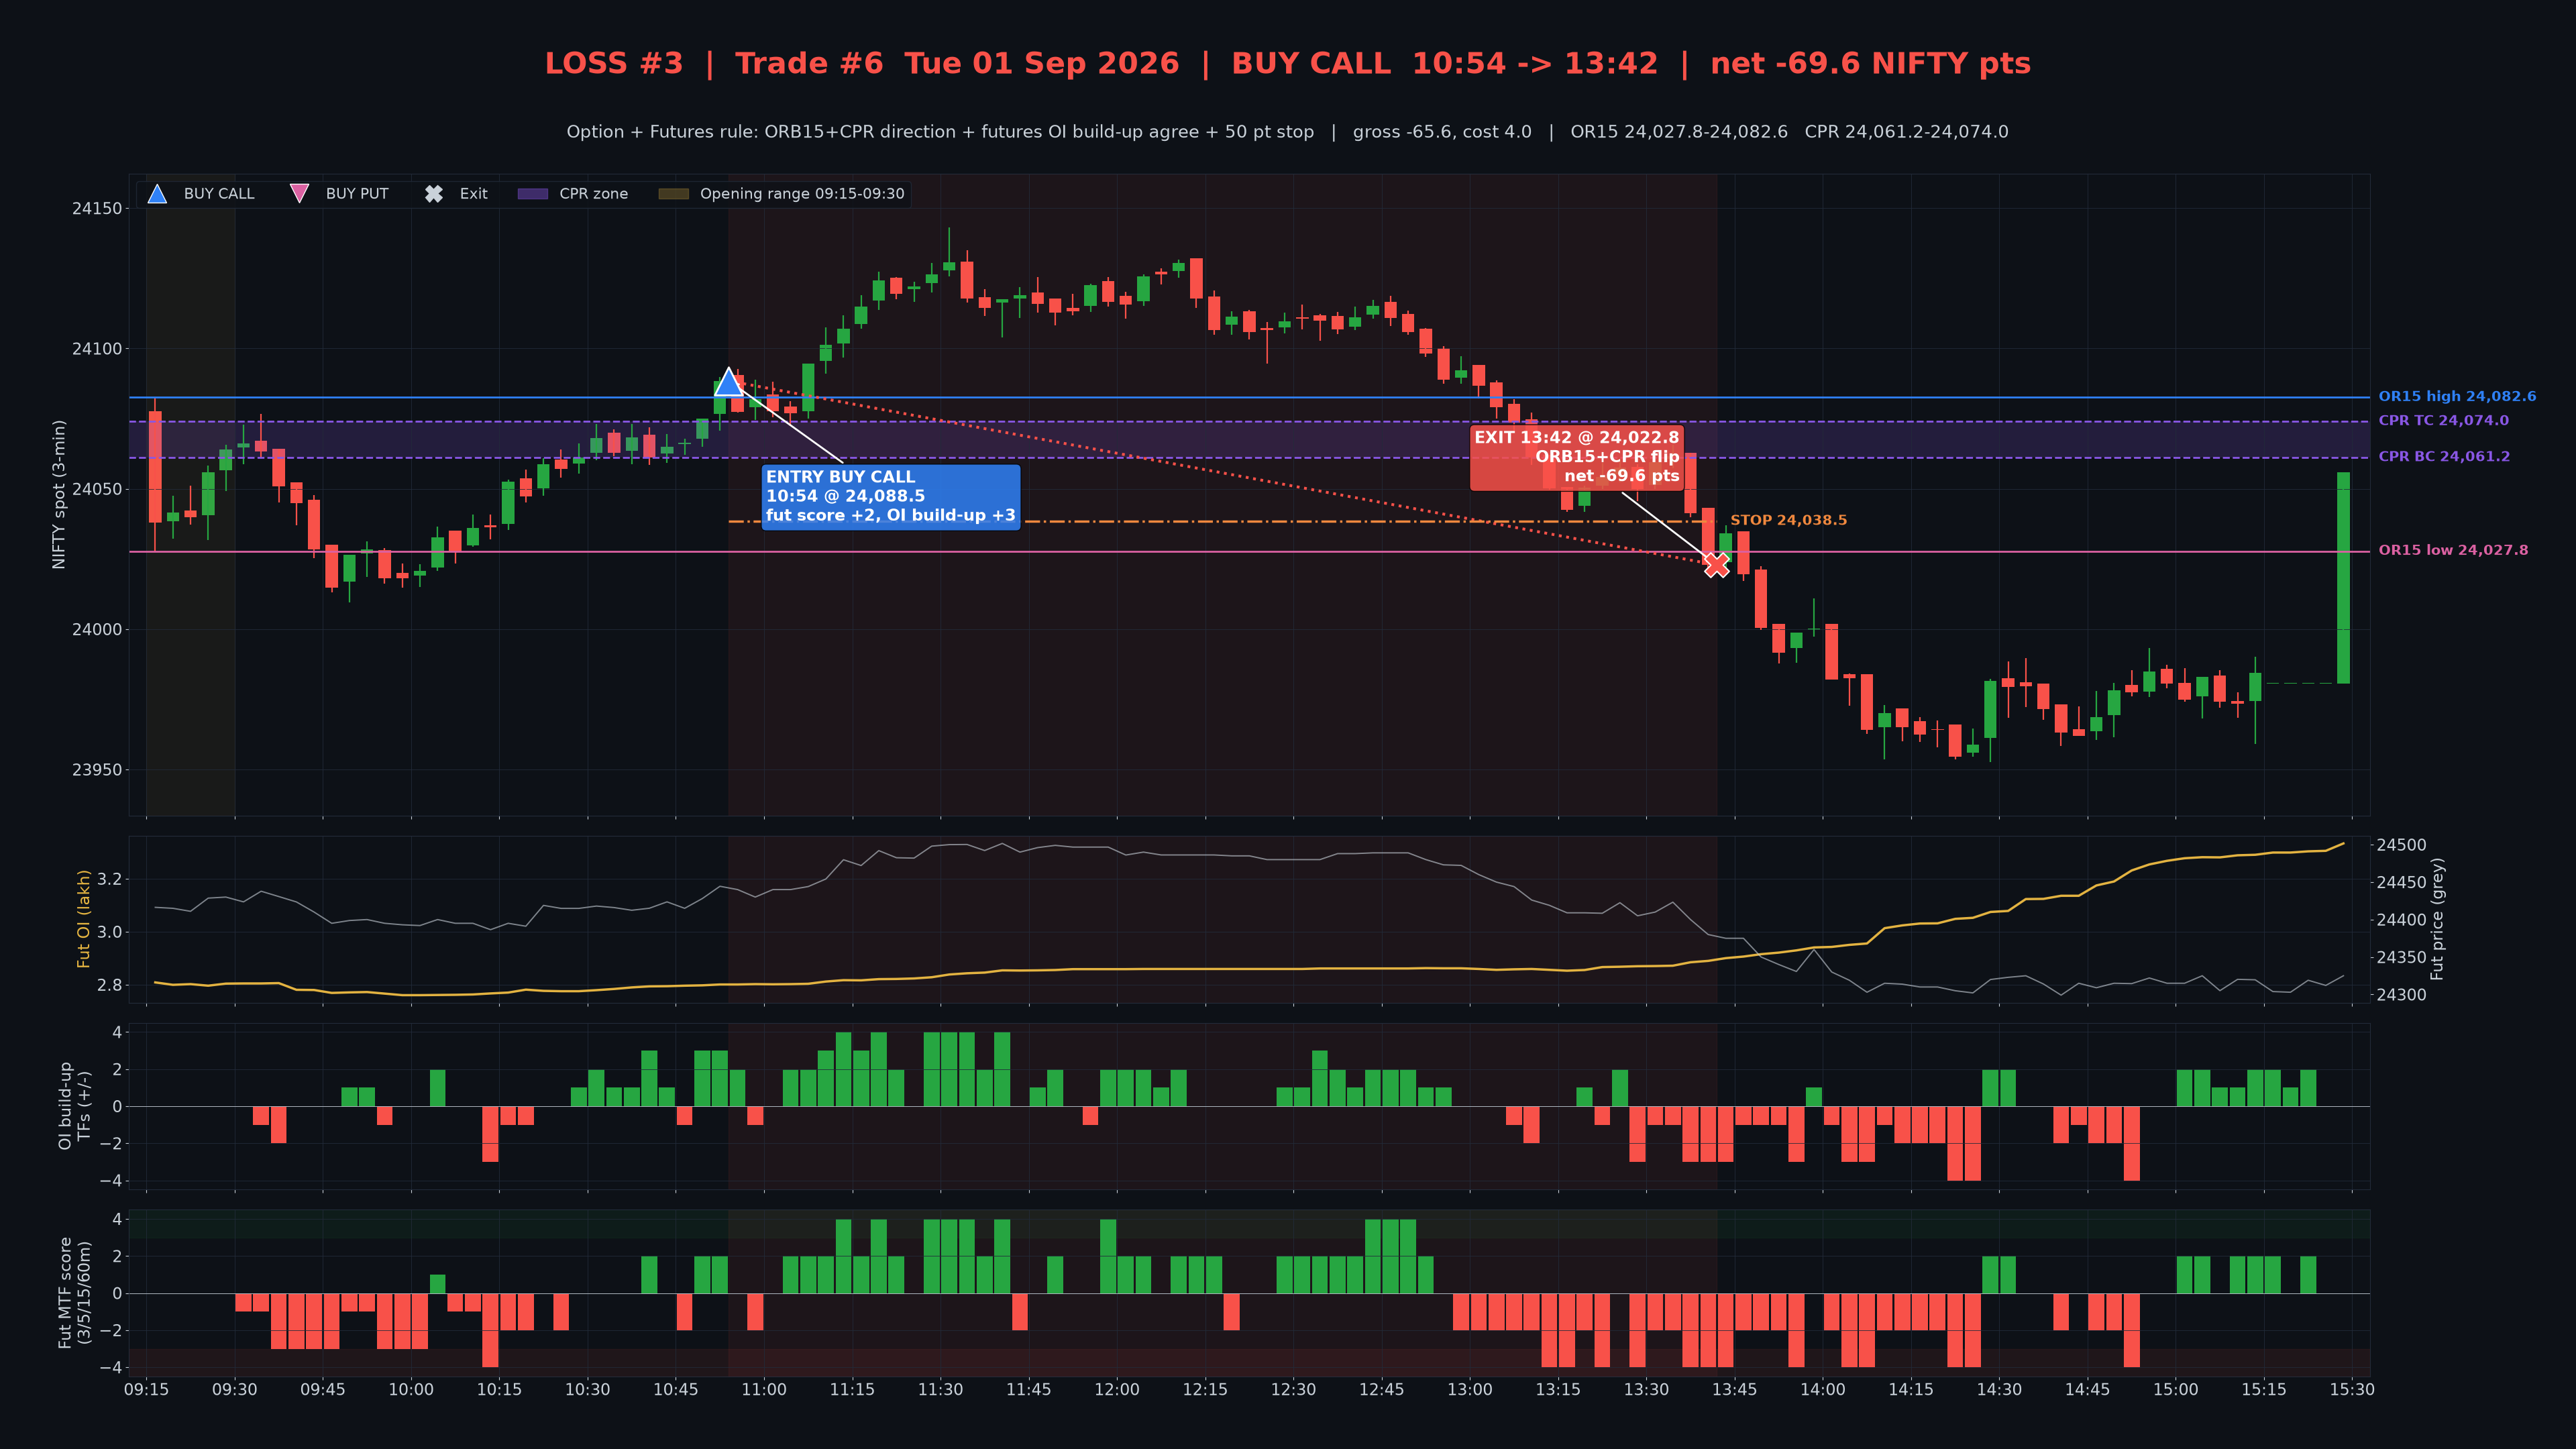 LOSS #3 | Trade #6 Tue 01 Sep 2026 | BUY CALL 10:54 -> 13:42 | net -69.6 NIFTY pts
Option + Futures rule: ORB15+CPR direction + futures OI build-up agree + 50 pt stop | gross -65.6, cost 4.0 | OR15 24,027.8-24,082.6 CPR 24,061.2-24,074.0
BUY CALL
BUY PUT
Exit
CPR zone
Opening range 09:15-09:30
NIFTY spot (3-min)
24150
24100
24050
24000
23950
OR15 high 24,082.6
CPR TC 24,074.0
CPR BC 24,061.2
OR15 low 24,027.8
ENTRY BUY CALL
10:54 @ 24,088.5
fut score +2, OI build-up +3
EXIT 13:42 @ 24,022.8
ORB15+CPR flip
net -69.6 pts
STOP 24,038.5
Fut OI (lakh)
3.2
3.0
2.8
24500
24450
24400
24350
24300
Fut price (grey)
OI build-up
TFs (+/-)
4
2
0
−2
−4
Fut MTF score
(3/5/15/60m)
4
2
0
−2
−4
09:15 09:30 09:45 10:00 10:15 10:30 10:45 11:00 11:15 11:30 11:45 12:00 12:15 12:30 12:45 13:00 13:15 13:30 13:45 14:00 14:15 14:30 14:45 15:00 15:15 15:30